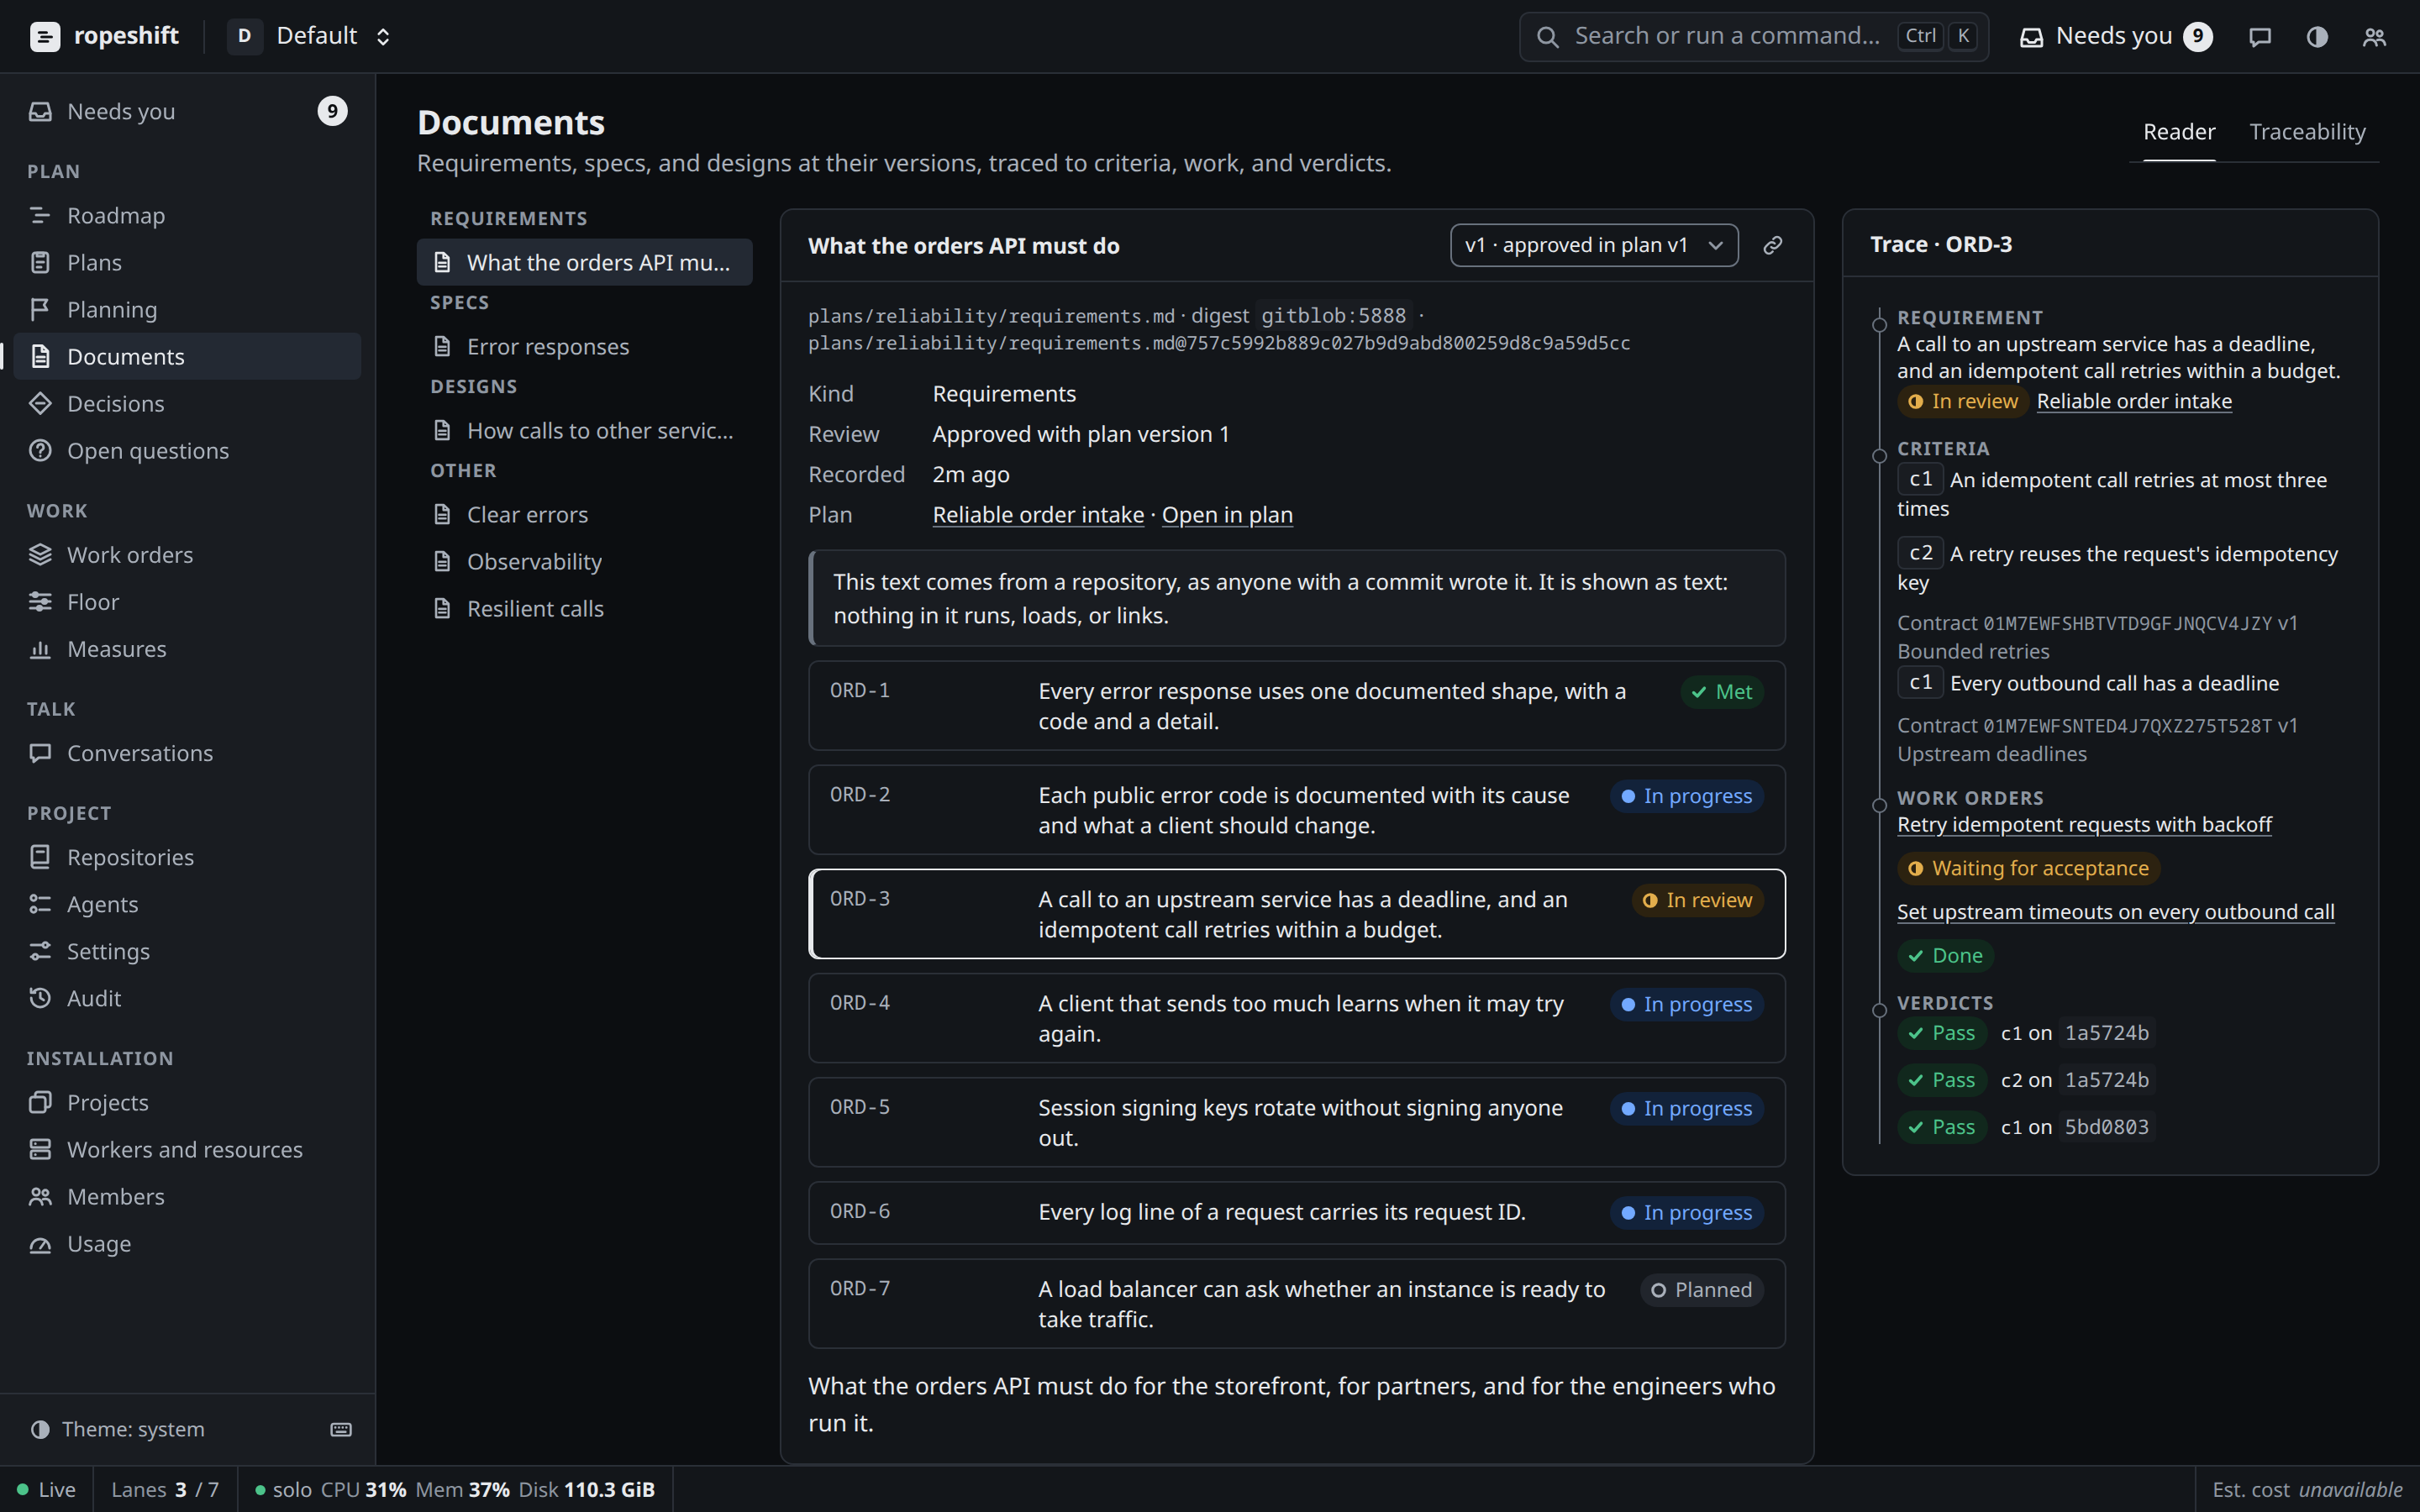 ropeshift
D Default
Search or run a command... Ctrl K
Needs you 9
Needs you 9
PLAN
Roadmap
Plans
Planning
Documents
Decisions
Open questions
WORK
Work orders
Floor
Measures
TALK
Conversations
PROJECT
Repositories
Agents
Settings
Audit
INSTALLATION
Projects
Workers and resources
Members
Usage
Theme: system
Documents
Requirements, specs, and designs at their versions, traced to criteria, work, and verdicts.
Reader Traceability
REQUIREMENTS
What the orders API mu...
SPECS
Error responses
DESIGNS
How calls to other servic...
OTHER
Clear errors
Observability
Resilient calls
What the orders API must do
v1 · approved in plan v1
plans/reliability/requirements.md · digest gitblob:5888 ·
plans/reliability/requirements.md@757c5992b889c027b9d9abd800259d8c9a59d5cc
Kind Requirements
Review Approved with plan version 1
Recorded 2m ago
Plan Reliable order intake · Open in plan
This text comes from a repository, as anyone with a commit wrote it. It is shown as text:
nothing in it runs, loads, or links.
ORD-1 Every error response uses one documented shape, with a Met
code and a detail.
ORD-2 Each public error code is documented with its cause In progress
and what a client should change.
ORD-3 A call to an upstream service has a deadline, and an In review
idempotent call retries within a budget.
ORD-4 A client that sends too much learns when it may try In progress
again.
ORD-5 Session signing keys rotate without signing anyone In progress
out.
ORD-6 Every log line of a request carries its request ID. In progress
ORD-7 A load balancer can ask whether an instance is ready to Planned
take traffic.
What the orders API must do for the storefront, for partners, and for the engineers who
run it.
Trace · ORD-3
REQUIREMENT
A call to an upstream service has a deadline,
and an idempotent call retries within a budget.
In review Reliable order intake
CRITERIA
c1 An idempotent call retries at most three
times
c2 A retry reuses the request's idempotency
key
Contract 01M7EWFSHBTVTD9GFJNQCV4JZY v1
Bounded retries
c1 Every outbound call has a deadline
Contract 01M7EWFSNTED4J7QXZ275T528T v1
Upstream deadlines
WORK ORDERS
Retry idempotent requests with backoff
Waiting for acceptance
Set upstream timeouts on every outbound call
Done
VERDICTS
Pass c1 on 1a5724b
Pass c2 on 1a5724b
Pass c1 on 5bd0803
Live
Lanes 3 / 7
solo CPU 31% Mem 37% Disk 110.3 GiB
Est. cost unavailable